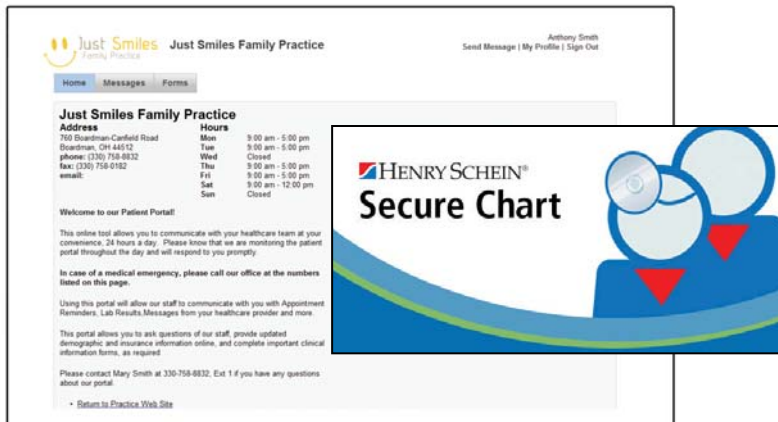 Just Smiles
Family Practice
Just Smiles Family Practice
Anthony Smith
Send Message | My Profile | Sign Out
Home Messages Forms
Just Smiles Family Practice
Address Hours
760 Boardman-Canfield Road Mon 9:00 am - 5:00 pm
Boardman, OH 44512 Tue 9:00 am - 5:00 pm
phone: (330) 758-8832 Wed Closed
fax: (330) 758-0182 Thu 9:00 am - 5:00 pm
email: Fri 9:00 am - 5:00 pm
Sat 9:00 am - 12:00 pm
Sun Closed
Welcome to our Patient Portal!
This online tool allows you to communicate with your healthcare team at your
convenience, 24 hours a day. Please know that we are monitoring the patient
portal throughout the day and will respond to you promptly.
In case of a medical emergency, please call our office at the numbers
listed on this page.
Using this portal will allow our staff to communicate with you with Appointment
Reminders, Lab Results,Messages from your healthcare provider and more.
This portal allows you to ask questions of our staff, provide updated
demographic and insurance information online, and complete important clinical
information forms, as required
Please contact Mary Smith at 330-758-8832, Ext 1 if you have any questions
about our portal.
• Return to Practice Web Site
HENRY SCHEIN®
Secure Chart